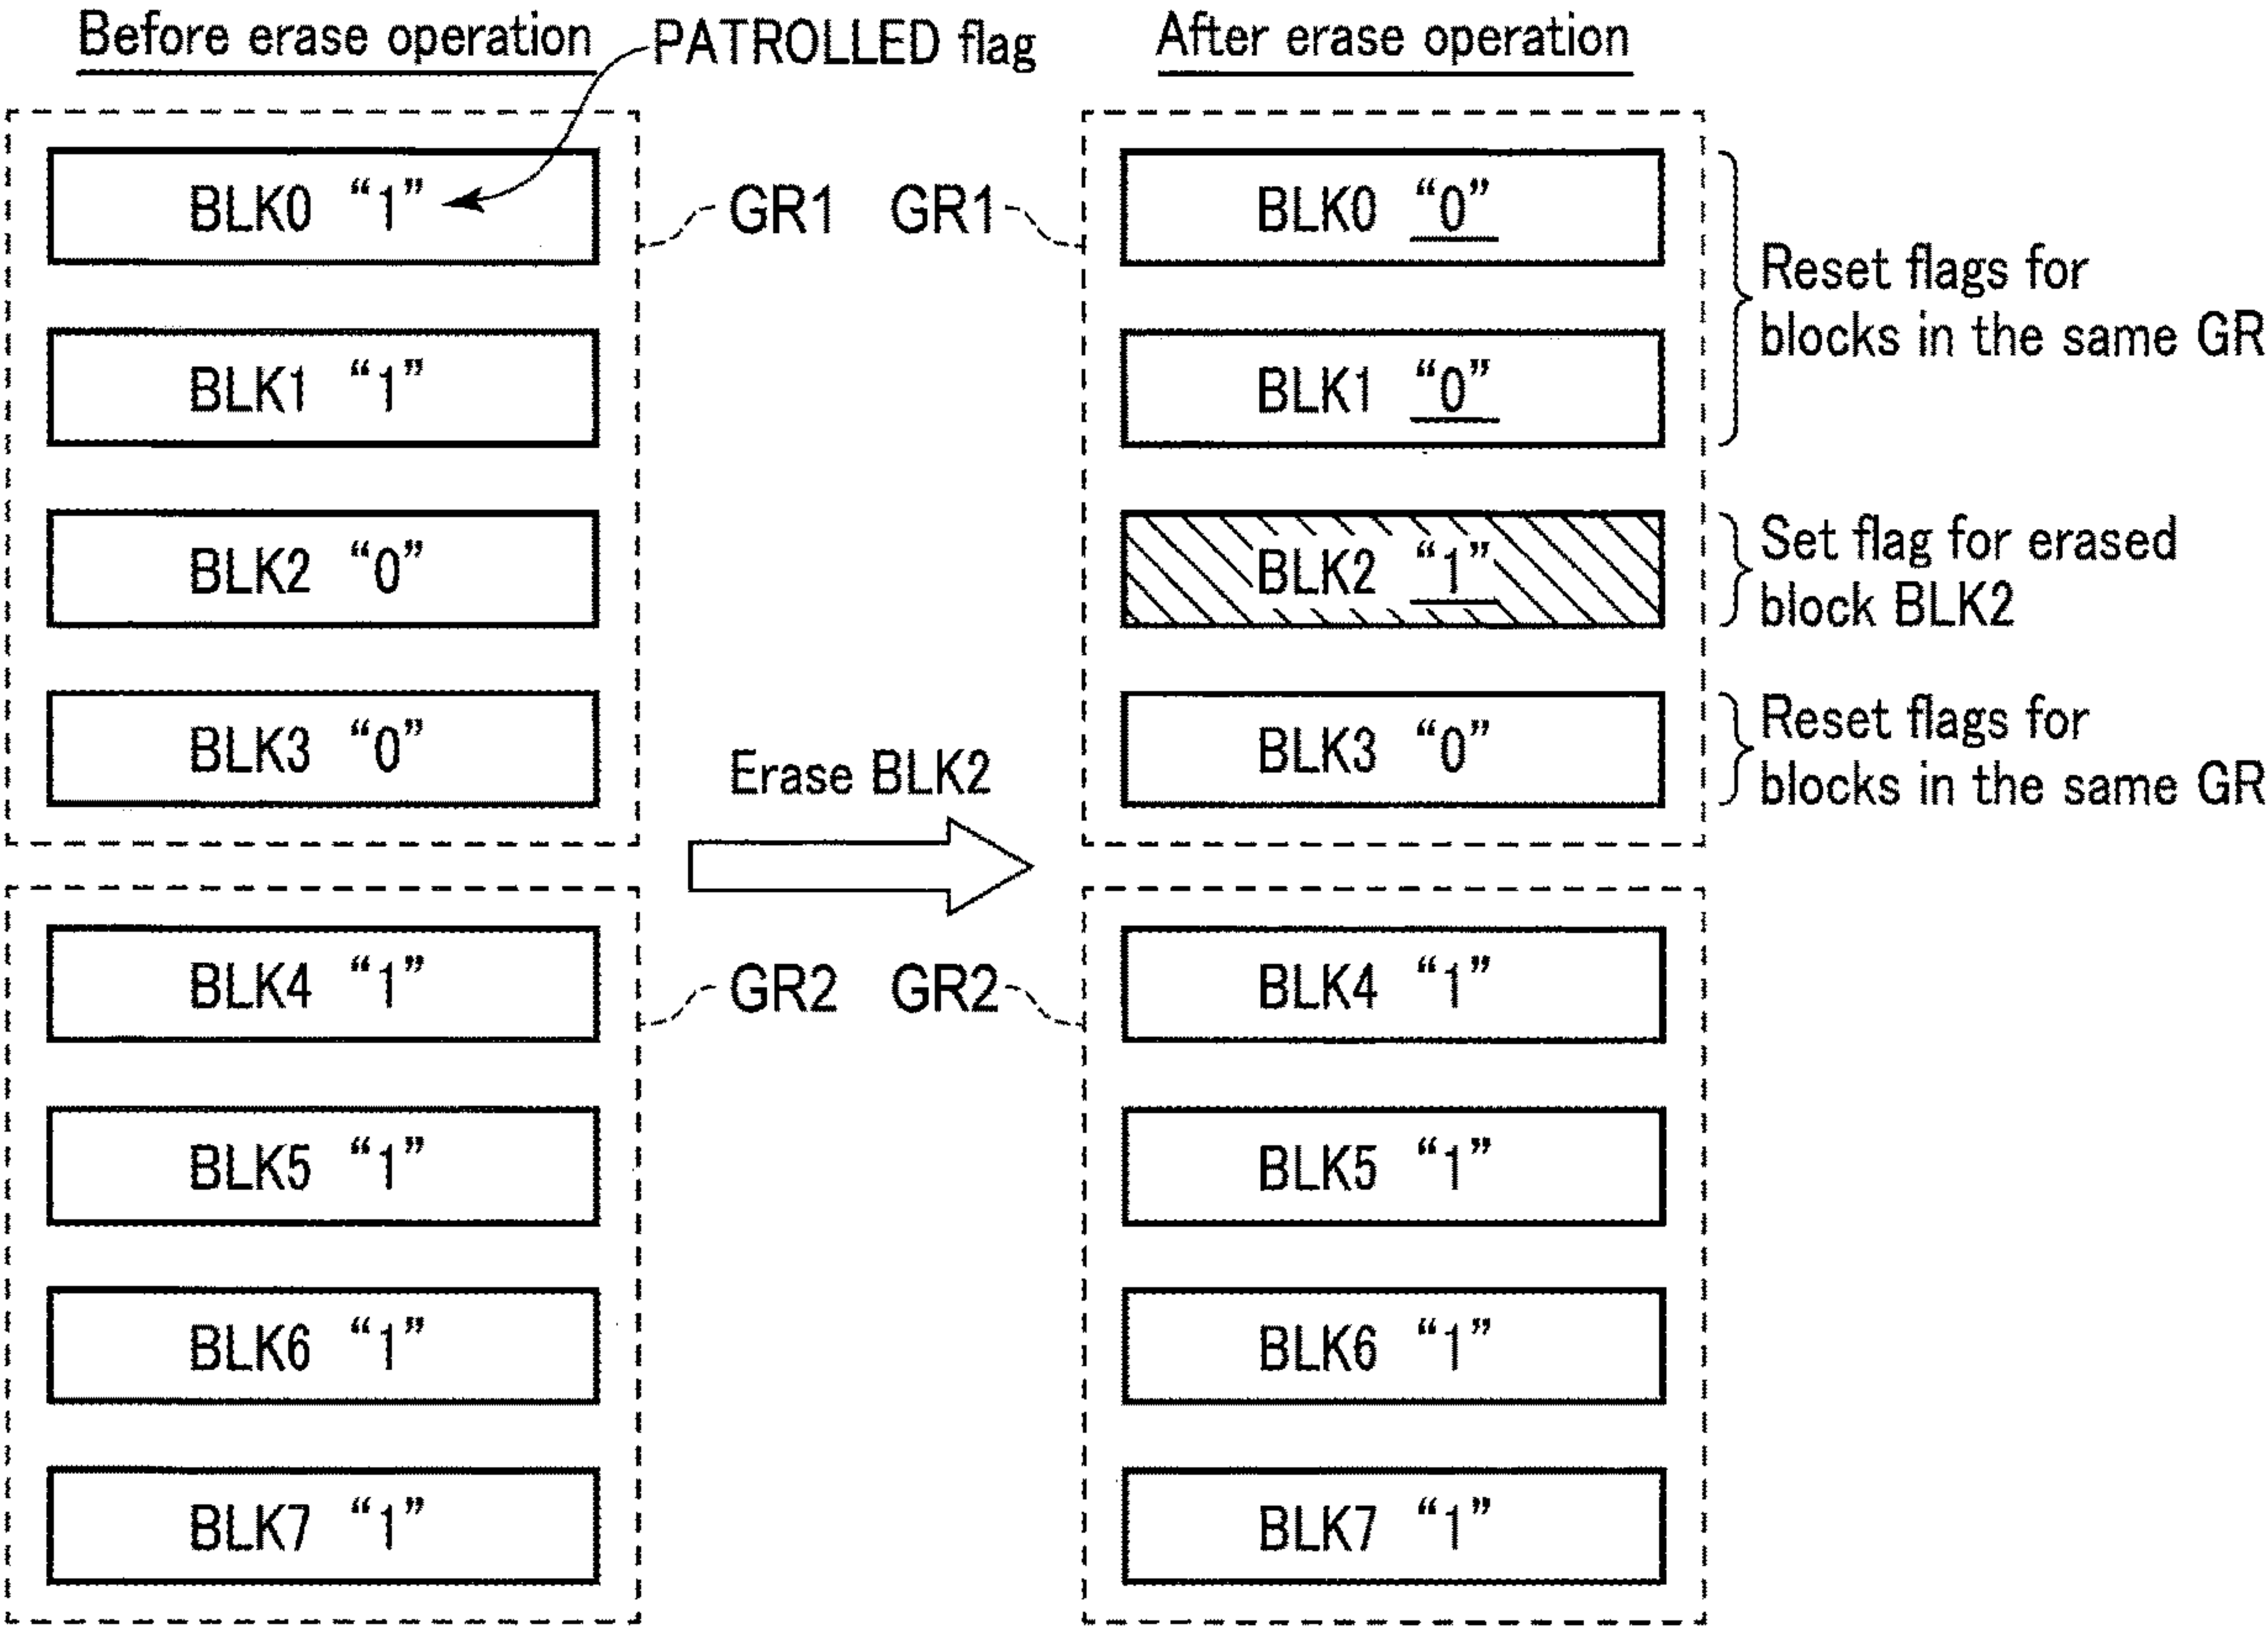 Before erase operation
PATROLLED flag
BLK0 “1”
BLK1 “1”
BLK2 “0”
BLK3 “0”
GR1
BLK4 “1”
BLK5 “1”
BLK6 “1”
BLK7 “1”
GR2
Erase BLK2
After erase operation
GR1
BLK0 “0”
BLK1 “0”
BLK2 “1”
BLK3 “0”
Reset flags for
blocks in the same GR
Set flag for erased
block BLK2
Reset flags for
blocks in the same GR
GR2
BLK4 “1”
BLK5 “1”
BLK6 “1”
BLK7 “1”